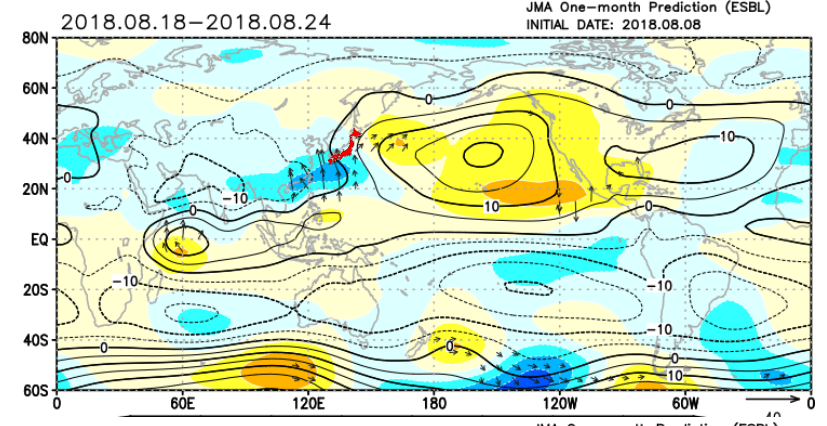 JMA One-month Prediction (ESBL)
2018.08.18-2018.08.24
INITIAL DATE: 2018.08.08
80N
60N
0
0
40N
10
0
20N
-10
10
0
0
EQ
-10
-10
20S
-10
40S
0
0
0
10
60S
0
60E
120E
180
120W
60W
0
40